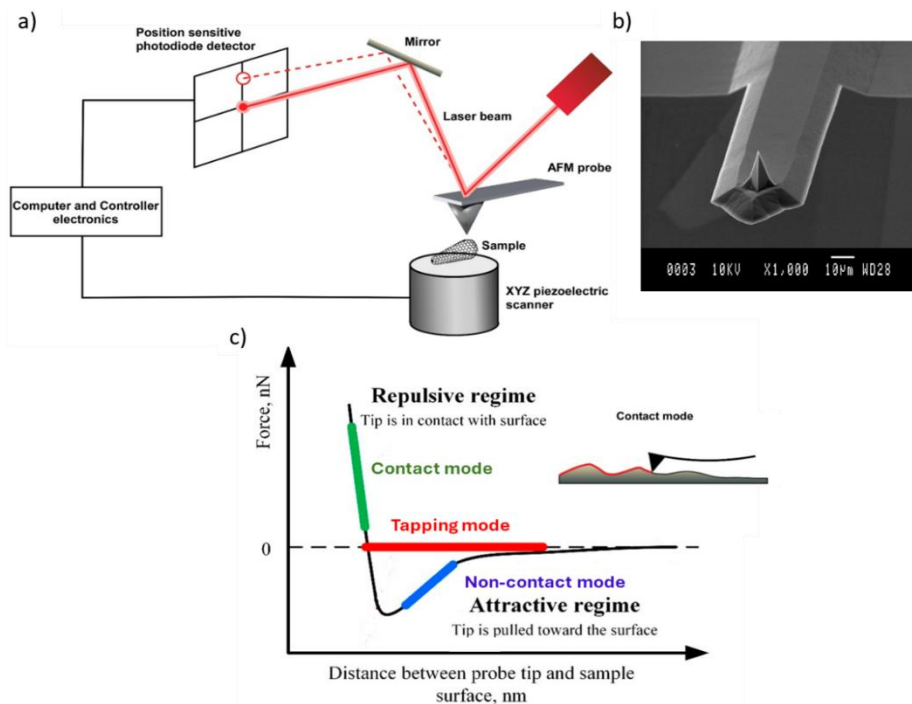 a)
Position sensitive
photodiode detector
Mirror
Laser beam
AFM probe
Computer and Controller
electronics
Sample
XYZ piezoelectric
scanner
b)
0003 10KV X1,000 10μm WD28
c)
Force, nN
Repulsive regime
Tip is in contact with surface
Contact mode
Contact mode
Tapping mode
0
Non-contact mode
Attractive regime
Tip is pulled toward the surface
Distance between probe tip and sample
surface, nm